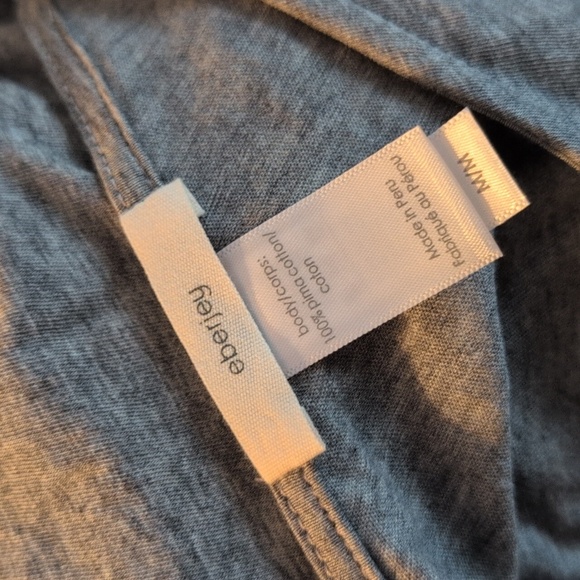 eberjey
body/corps:
100% pima cotton/
coton
Made in Peru
Fabriqué au Pérou
M/M